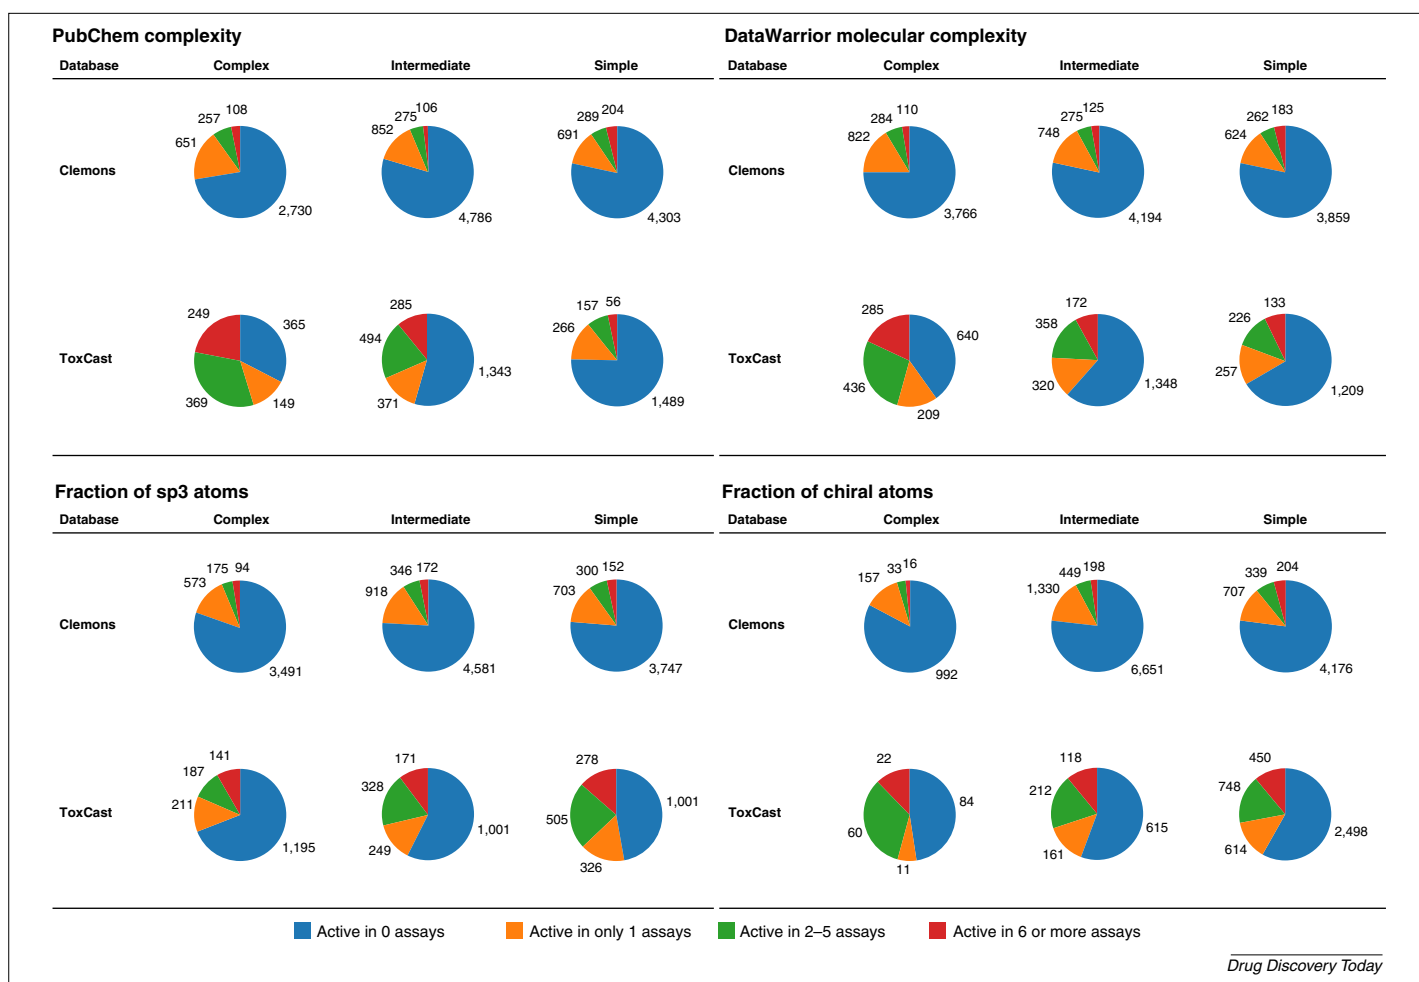 PubChem complexity
Database Complex Intermediate Simple
Clemons
108 257 651 2,730
106 275 852 4,786
204 289 691 4,303
ToxCast
249 365 369 149
285 494 371 1,343
56 157 266 1,489
DataWarrior molecular complexity
Database Complex Intermediate Simple
Clemons
110 284 822 3,766
125 275 748 4,194
183 262 624 3,859
ToxCast
285 640 436 209
172 358 320 1,348
133 226 257 1,209
Fraction of sp3 atoms
Database Complex Intermediate Simple
Clemons
175 94 573 3,491
346 172 918 4,581
300 152 703 3,747
ToxCast
141 187 211 1,195
171 328 249 1,001
278 1,001 505 326
Fraction of chiral atoms
Database Complex Intermediate Simple
Clemons
33 16 157 992
449 198 1,330 6,651
204 339 707 4,176
ToxCast
22 84 60 11
118 212 161 615
450 748 614 2,498
Active in 0 assays
Active in only 1 assays
Active in 2–5 assays
Active in 6 or more assays
Drug Discovery Today